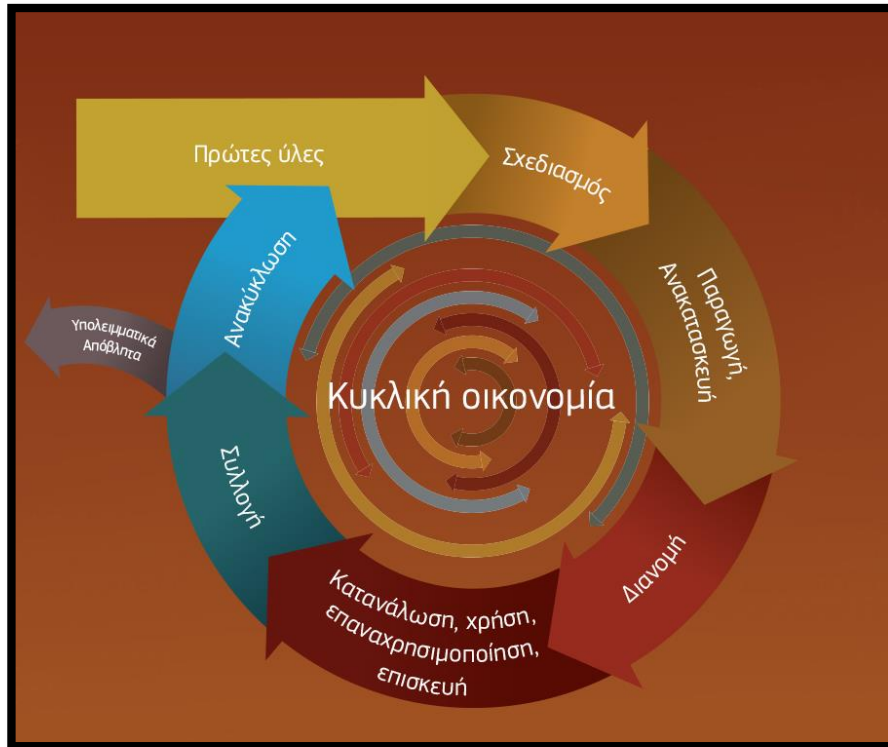 Πρώτες ύλες
Σχεδιασμός
Παραγωγή,
Ανακατασκευή
Διανομή
Κατανάλωση, χρήση,
επαναχρησιμοποίηση,
επισκευή
Συλλογή
Ανακύκλωση
Υπολειμματικά
Απόβλητα
Κυκλική οικονομία